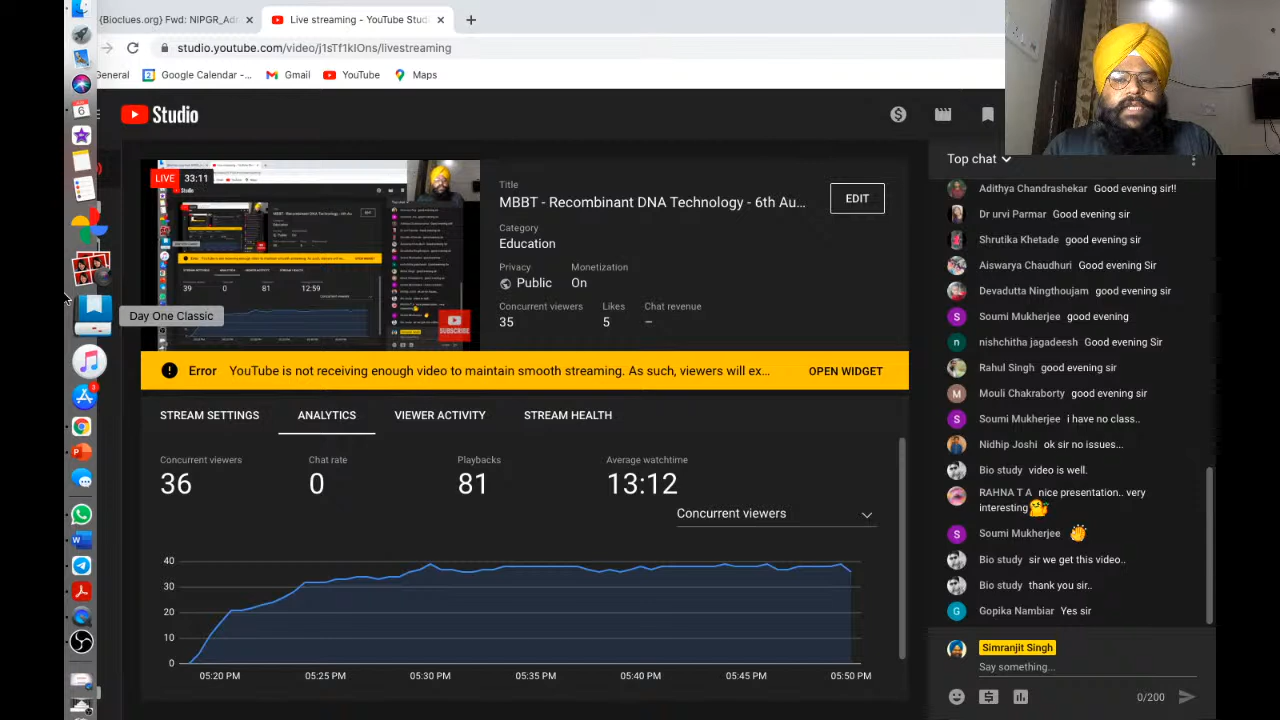 {Bioclues.org} Fwd: NIPGR_Ad
Live streaming - YouTube Stud
studio.youtube.com/video/j1sTf1kIOns/livestreaming
General
Google Calendar -...
Gmail
YouTube
Maps
Studio
LIVE 33:11
Title
MBBT - Recombinant DNA Technology - 6th Au...
EDIT
Category
Education
Privacy
Monetization
Public
On
Concurrent viewers
Likes
Chat revenue
35
5
–
SUBSCRIBE
Day One Classic
Error YouTube is not receiving enough video to maintain smooth streaming. As such, viewers will ex...
OPEN WIDGET
STREAM SETTINGS
ANALYTICS
VIEWER ACTIVITY
STREAM HEALTH
Concurrent viewers
Chat rate
Playbacks
Average watchtime
36
0
81
13:12
Concurrent viewers
40
30
20
10
0
05:20 PM
05:25 PM
05:30 PM
05:35 PM
05:40 PM
05:45 PM
05:50 PM
Top chat
Adithya Chandrashekar Good evening sir!!
Dr urvi Parmar Good evening sir
Shrutika Khetade good evening sir
Aiswarya Chaudhuri Good evening Sir
Devadutta Ningthoujam Good evening sir
Soumi Mukherjee good evening
nishchitha jagadeesh Good evening Sir
Rahul Singh good evening sir
Mouli Chakraborty good evening sir
Soumi Mukherjee i have no class..
Nidhip Joshi ok sir no issues...
Bio study video is well.
RAHNA T A nice presentation.. very
interesting
Soumi Mukherjee
Bio study sir we get this video..
Bio study thank you sir..
Gopika Nambiar Yes sir
Simranjit Singh
Say something...
0/200